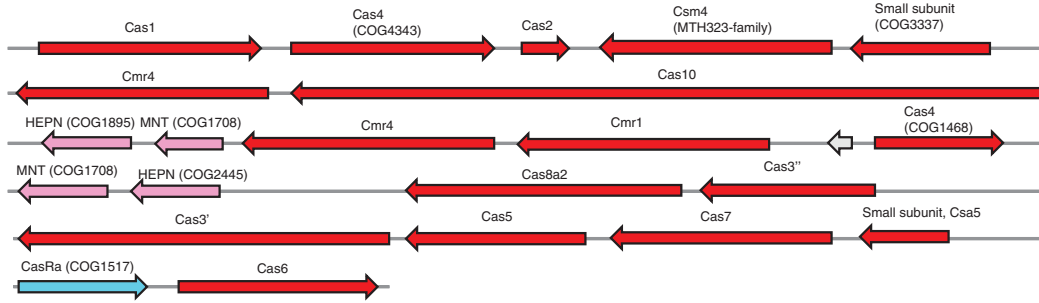 Cas1
Cas4
(COG4343)
Cas2
Csm4
(MTH323-family)
Small subunit
(COG3337)
Cmr4
Cas10
HEPN (COG1895)
MNT (COG1708)
Cmr4
Cmr1
Cas4
(COG1468)
MNT (COG1708)
HEPN (COG2445)
Cas8a2
Cas3''
Cas3'
Cas5
Cas7
Small subunit, Csa5
CasRa (COG1517)
Cas6